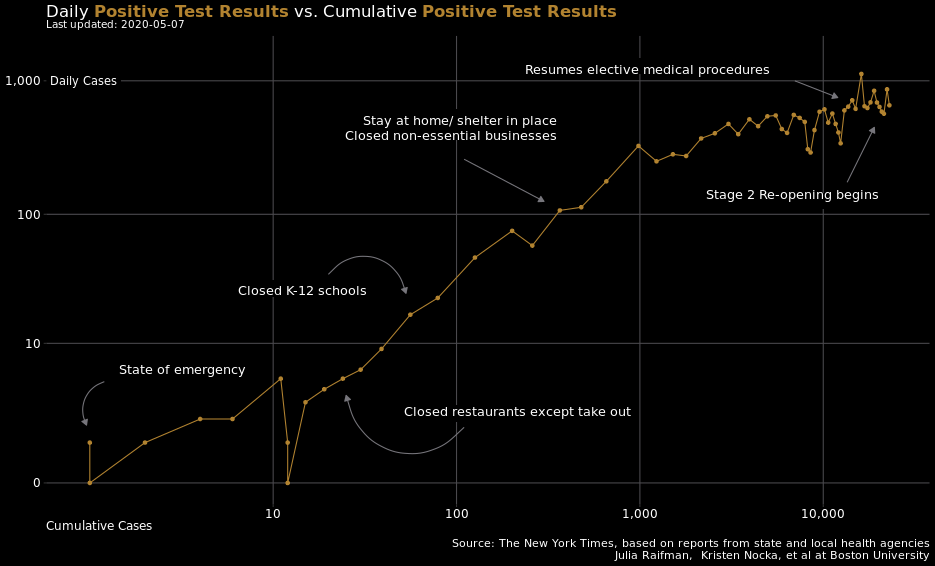 Daily Positive Test Results vs. Cumulative Positive Test Results
Last updated: 2020-05-07
1,000
Daily Cases
Resumes elective medical procedures
Stay at home/ shelter in place
Closed non-essential businesses
Stage 2 Re-opening begins
100
Closed K-12 schools
10
State of emergency
Closed restaurants except take out
0
10
100
1,000
10,000
Cumulative Cases
Source: The New York Times, based on reports from state and local health agencies
Julia Raifman,  Kristen Nocka, et al at Boston University